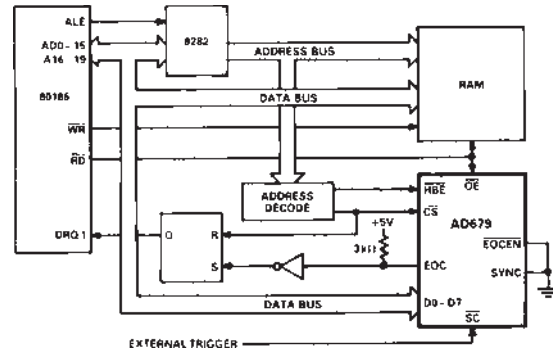 ALE
8282
AD0- 15
A16 19
ADDRESS BUS
RAM
80186
DATA BUS
WR
RD
OE
ADDRESS
DECODE
HBE
CS
AD679
+5V
3kΩ
DRQ 1
Q
R
S
EOC
EOCEN
SYNC
D0 - D7
DATA BUS
SC
EXTERNAL TRIGGER